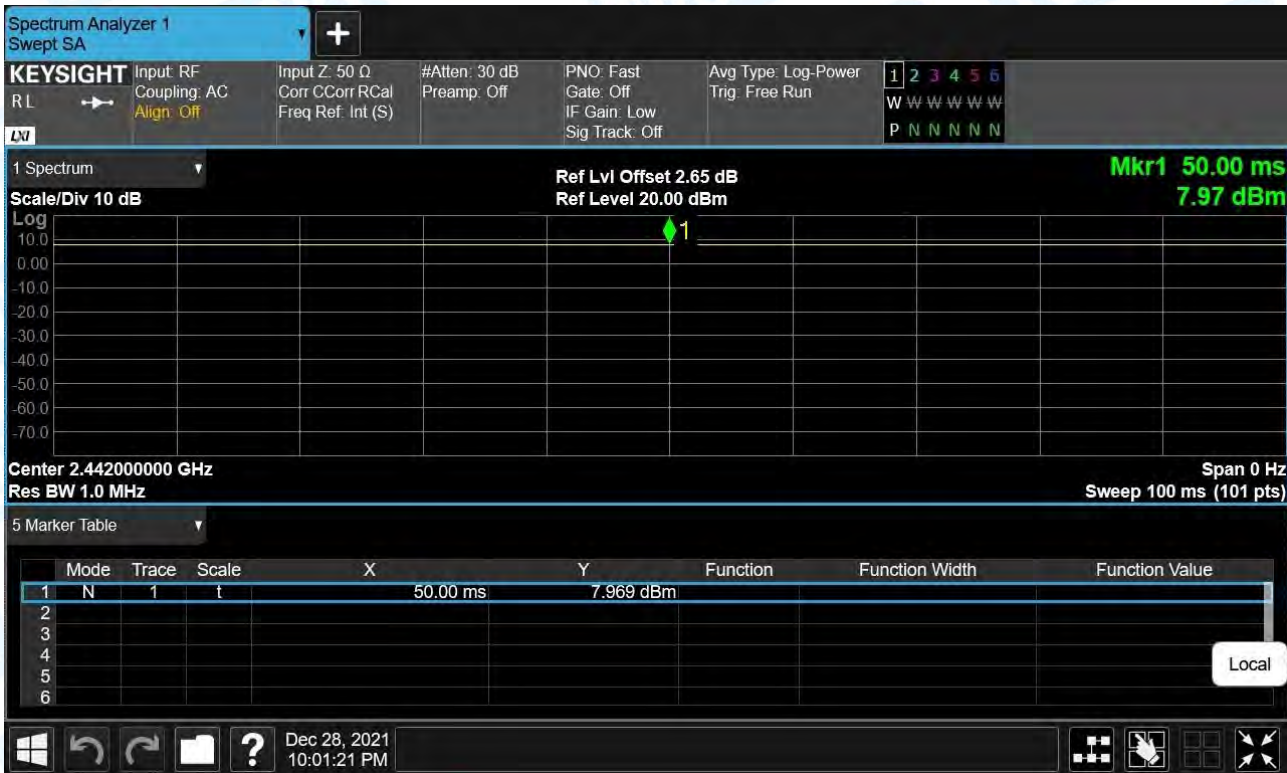 Spectrum Analyzer 1
Swept SA
KEYSIGHT
R L
LXI
Input: RF
Coupling: AC
Align: Off
Input Z: 50 Ω
Corr CCorr RCal
Freq Ref: Int (S)
#Atten: 30 dB
Preamp: Off
PNO: Fast
Gate: Off
IF Gain: Low
Sig Track: Off
Avg Type: Log-Power
Trig: Free Run
1 2 3 4 5 6
W W W W W W
P N N N N N
1 Spectrum
Scale/Div 10 dB
Ref Lvl Offset 2.65 dB
Ref Level 20.00 dBm
Mkr1 50.00 ms
7.97 dBm
Log
1
10.0
0.00
-10.0
-20.0
-30.0
-40.0
-50.0
-60.0
-70.0
Center 2.442000000 GHz
Span 0 Hz
Res BW 1.0 MHz
Sweep 100 ms (101 pts)
5 Marker Table
Mode Trace Scale X Y Function Function Width Function Value
1 N 1 t 50.00 ms 7.969 dBm
2
3
4
5
6
Local
?
Dec 28, 2021
10:01:21 PM